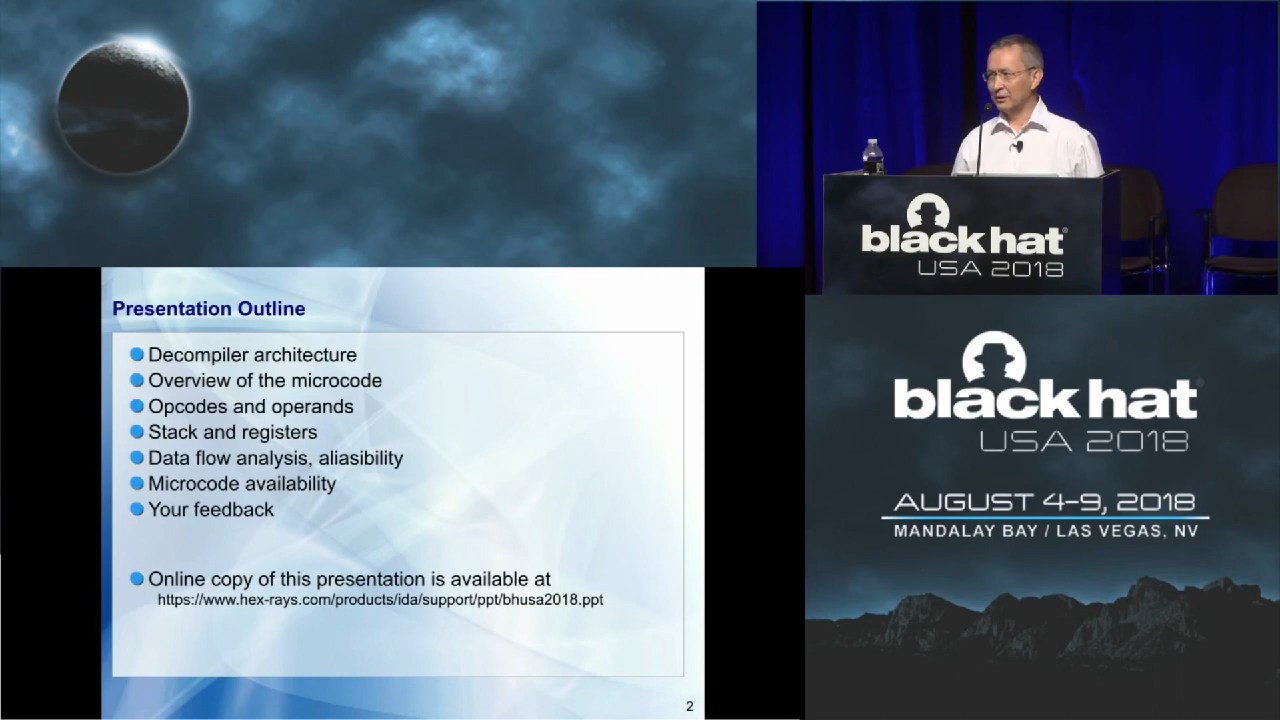 black hat
USA 2018
Presentation Outline
Decompiler architecture
Overview of the microcode
Opcodes and operands
Stack and registers
Data flow analysis, aliasibility
Microcode availability
Your feedback
Online copy of this presentation is available at
https://www.hex-rays.com/products/ida/support/ppt/bhusa2018.ppt
2
black hat
USA 2018
AUGUST 4-9, 2018
MANDALAY BAY / LAS VEGAS, NV